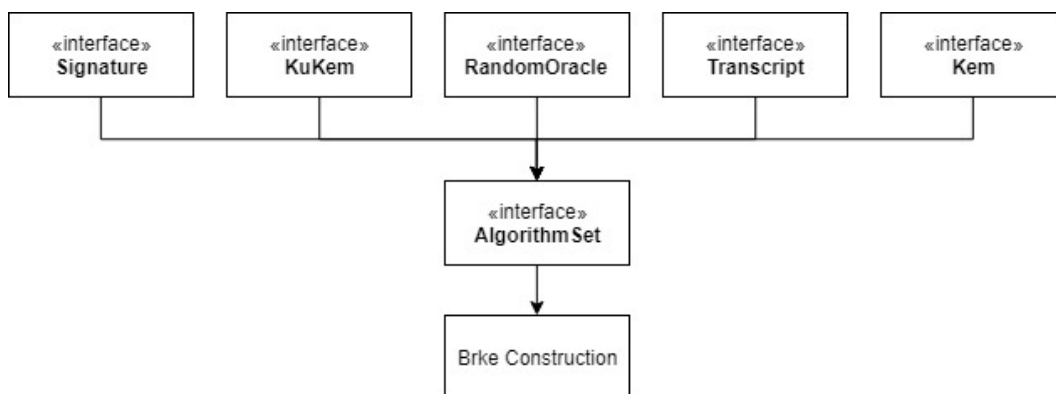 «interface»
Signature
«interface»
KuKem
«interface»
RandomOracle
«interface»
Transcript
«interface»
Kem
«interface»
AlgorithmSet
Brke Construction